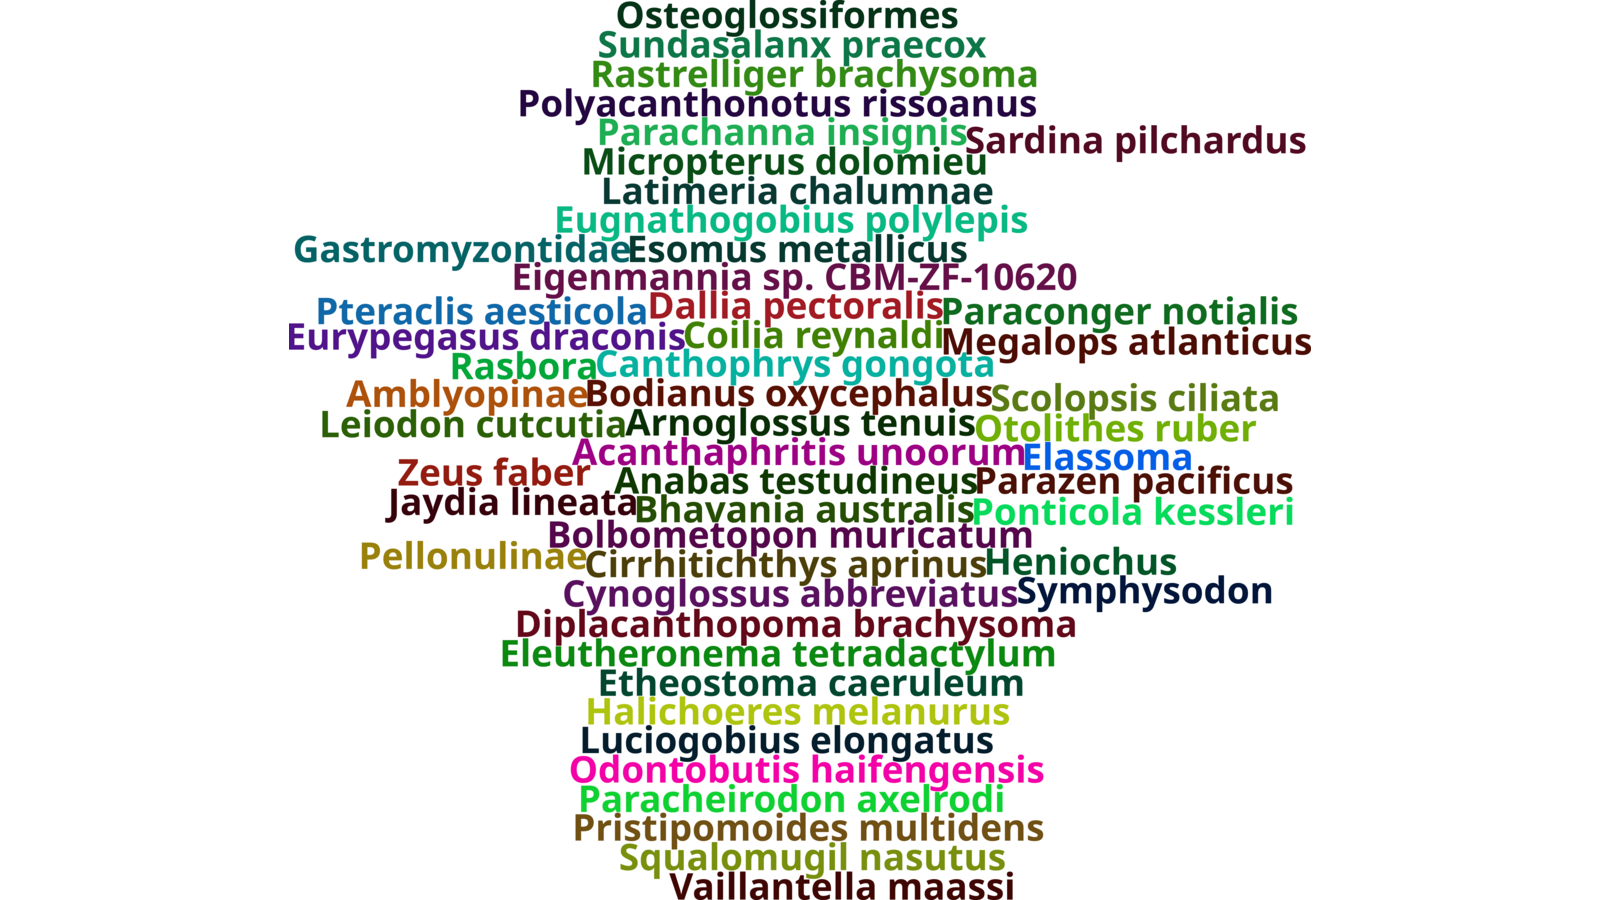 Osteoglossiformes
Sundasalanx praecox
Rastrelliger brachysoma
Polyacanthonotus rissoanus
Parachanna insignis
Sardina pilchardus
Micropterus dolomieu
Latimeria chalumnae
Eugnathogobius polylepis
Gastromyzontidae
Esomus metallicus
Eigenmannia sp. CBM-ZF-10620
Pteraclis aesticola
Dallia pectoralis
Paraconger notialis
Eurypegasus draconis
Coilia reynaldi
Megalops atlanticus
Rasbora
Canthophrys gongota
Amblyopinae
Bodianus oxycephalus
Scolopsis ciliata
Leiodon cutcutia
Arnoglossus tenuis
Otolithes ruber
Acanthaphritis unoorum
Elassoma
Zeus faber
Anabas testudineus
Parazen pacificus
Jaydia lineata
Bhavania australis
Ponticola kessleri
Bolbometopon muricatum
Pellonulinae
Cirrhitichthys aprinus
Heniochus
Cynoglossus abbreviatus
Symphysodon
Diplacanthopoma brachysoma
Eleutheronema tetradactylum
Etheostoma caeruleum
Halichoeres melanurus
Luciogobius elongatus
Odontobutis haifengensis
Paracheirodon axelrodi
Pristipomoides multidens
Squalomugil nasutus
Vaillantella maassi